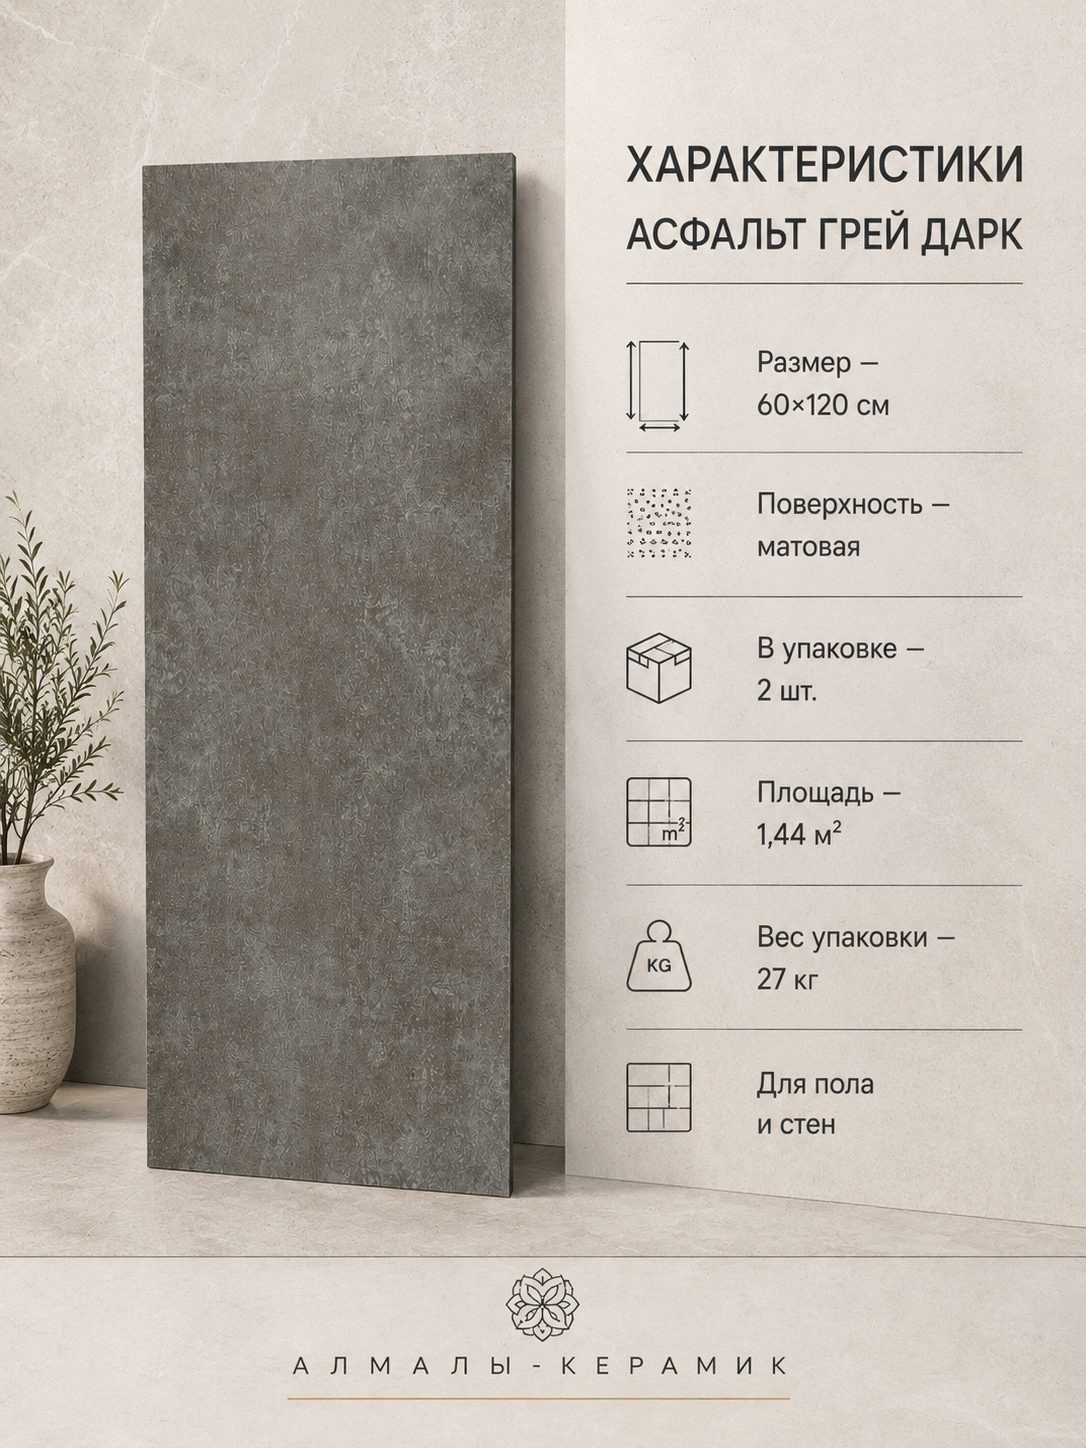 ХАРАКТЕРИСТИКИ
АСФАЛЬТ ГРЕЙ ДАРК
Размер –
60×120 см
Поверхность –
матовая
В упаковке –
2 шт.
m²
Площадь –
1,44 м²
KG
Вес упаковки –
27 кг
Для пола
и стен
АЛМАЛЫ-КЕРАМИК